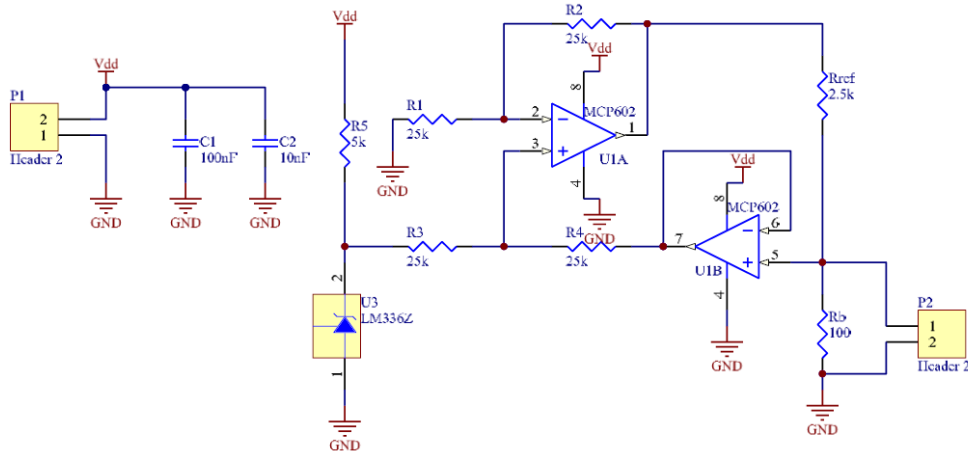 Vdd
P1
2
1
Header 2
GND
C1
100nF
GND
C2
10nF
GND
Vdd
R5
5k
R1
25k
GND
R2
25k
Vdd
8
MCP602
2
3
1
U1A
4
GND
R3
25k
R4
25k
7
Vdd
8
MCP602
6
5
U1B
4
GND
2
U3
LM336Z
1
GND
Rref
2.5k
Rb
100
GND
P2
1
2
Header 2